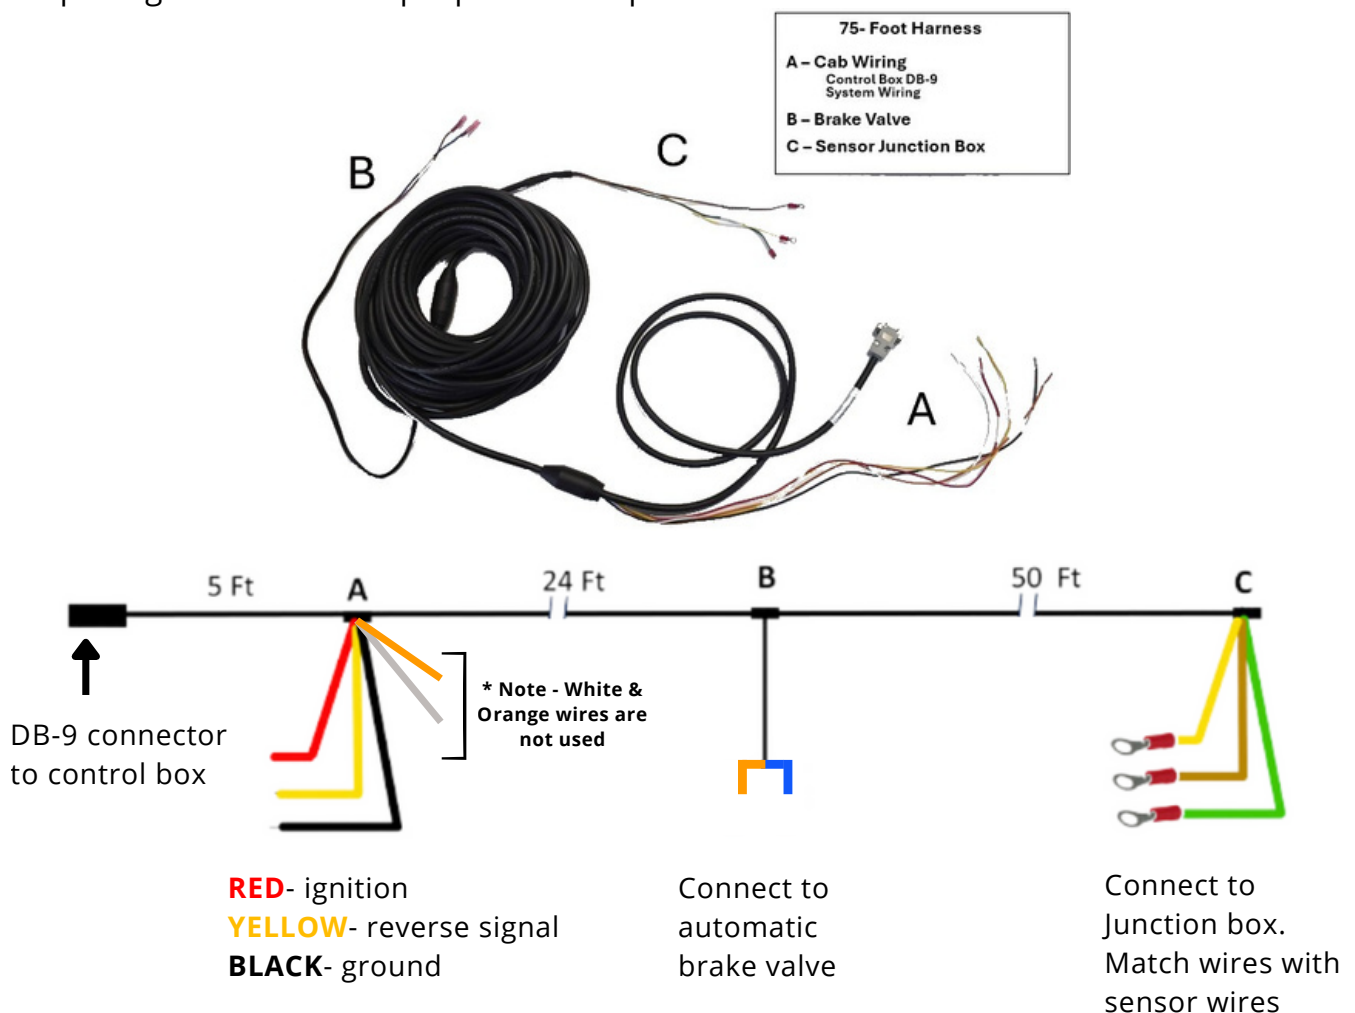 75- Foot Harness
A – Cab Wiring
Control Box DB-9
System Wiring
B – Brake Valve
C – Sensor Junction Box
B
C
A
5 Ft
A
24 Ft
B
50 Ft
C
* Note - White &
Orange wires are
not used
DB-9 connector
to control box
RED- ignition
YELLOW- reverse signal
BLACK- ground
Connect to
automatic
brake valve
Connect to
Junction box.
Match wires with
sensor wires